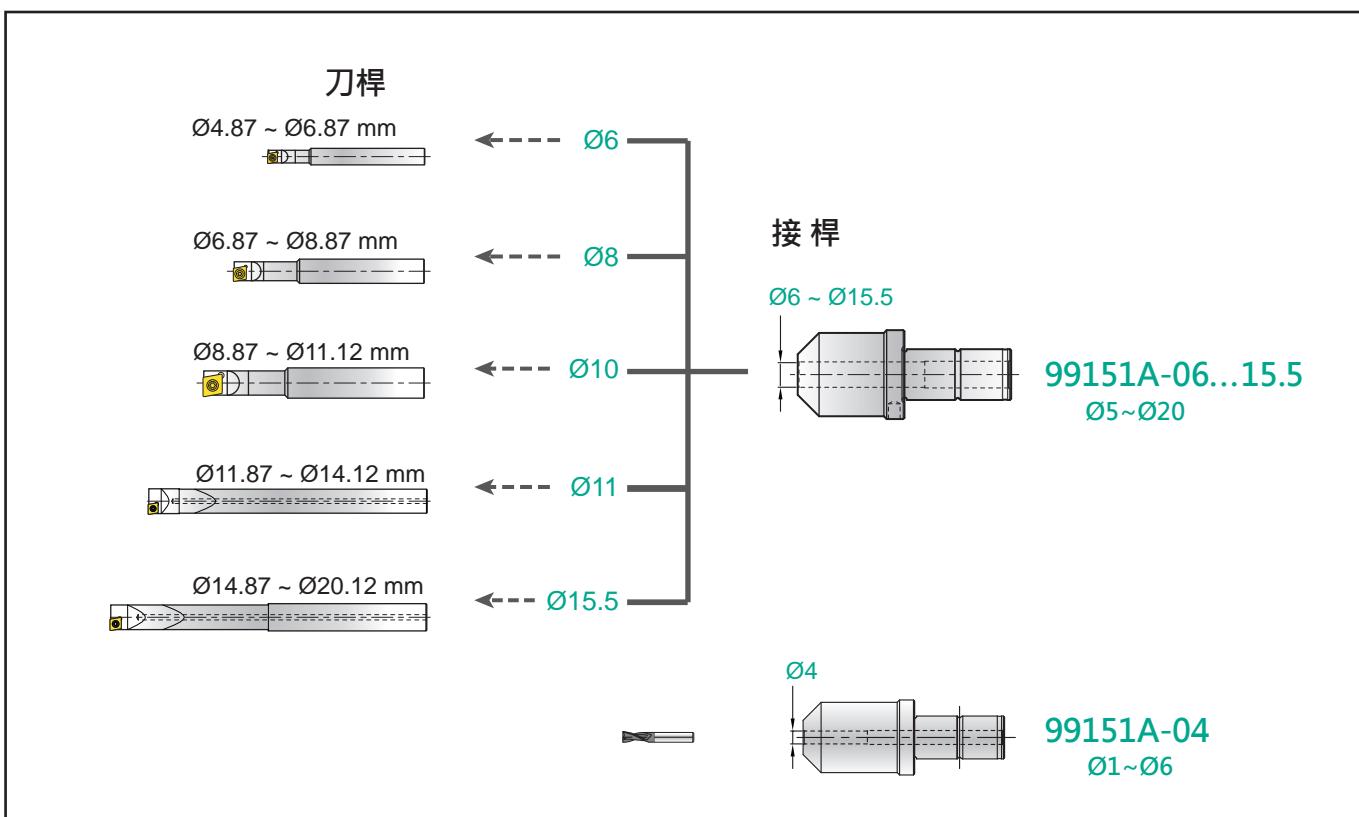 刀桿
Ø4.87 ~ Ø6.87 mm
Ø6
Ø6.87 ~ Ø8.87 mm
Ø8
Ø8.87 ~ Ø11.12 mm
Ø10
Ø11.87 ~ Ø14.12 mm
Ø11
Ø14.87 ~ Ø20.12 mm
Ø15.5
接 桿
Ø6 ~ Ø15.5
99151A-06...15.5
Ø5~Ø20
Ø4
99151A-04
Ø1~Ø6